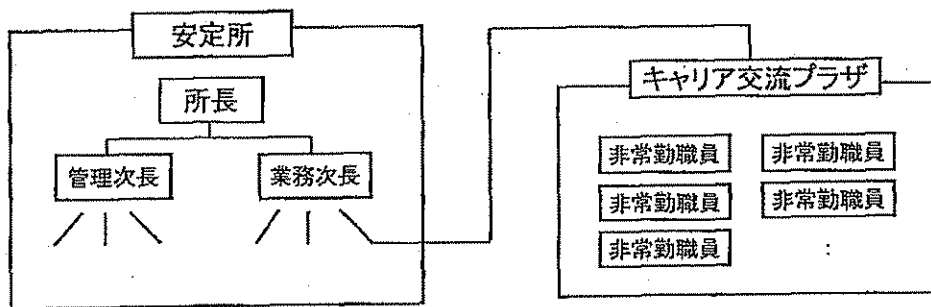 安定所
所長
管理次長
業務次長
キャリア交流プラザ
非常勤職員
非常勤職員
非常勤職員
非常勤職員
非常勤職員
: